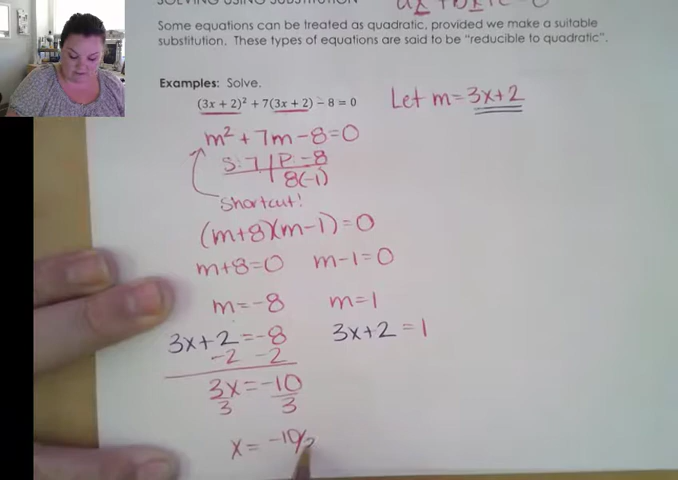 SOLVING USING SUBSTITUTION
Some equations can be treated as quadratic, provided we make a suitable
substitution. These types of equations are said to be "reducible to quadratic".
Examples: Solve.
(3x + 2)² + 7(3x + 2) − 8 = 0
Let m = 3x+2
m² + 7m − 8 = 0
S: 7 | P: −8
8(−1)
Shortcut!
(m+8)(m−1) = 0
m+8=0 m−1=0
m=−8 m=1
3x+2=−8 3x+2=1
−2 −2
3x = −10
3 3
x = −10/3